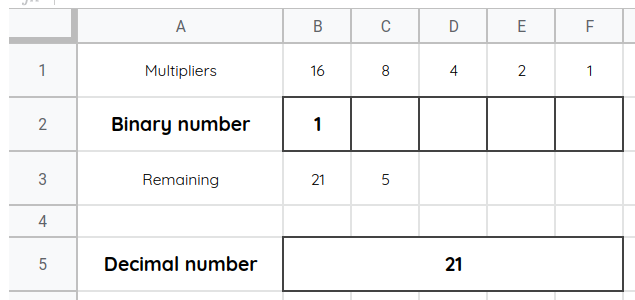 A B C D E F
1 Multipliers 16 8 4 2 1
2 Binary number 1
3 Remaining 21 5
4
5 Decimal number 21